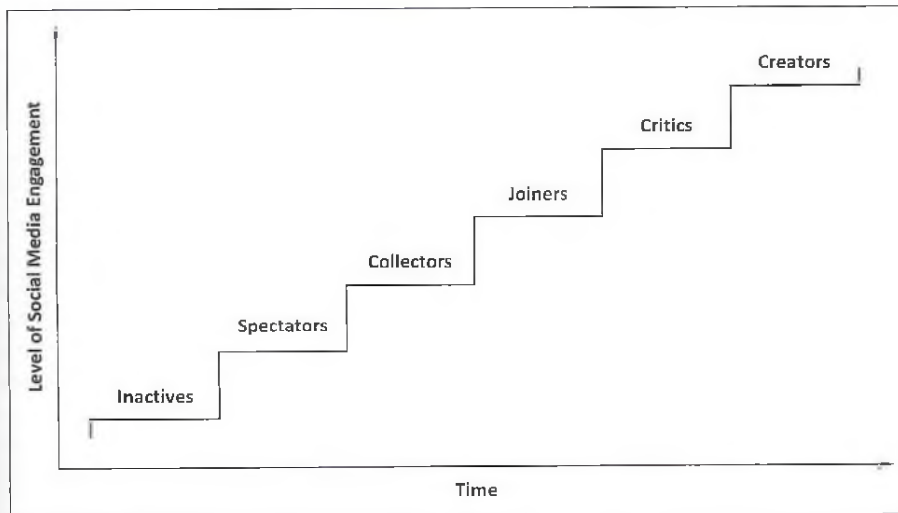 Creators
Critics
Joiners
Collectors
Spectators
Inactives
Level of Social Media Engagement
Time